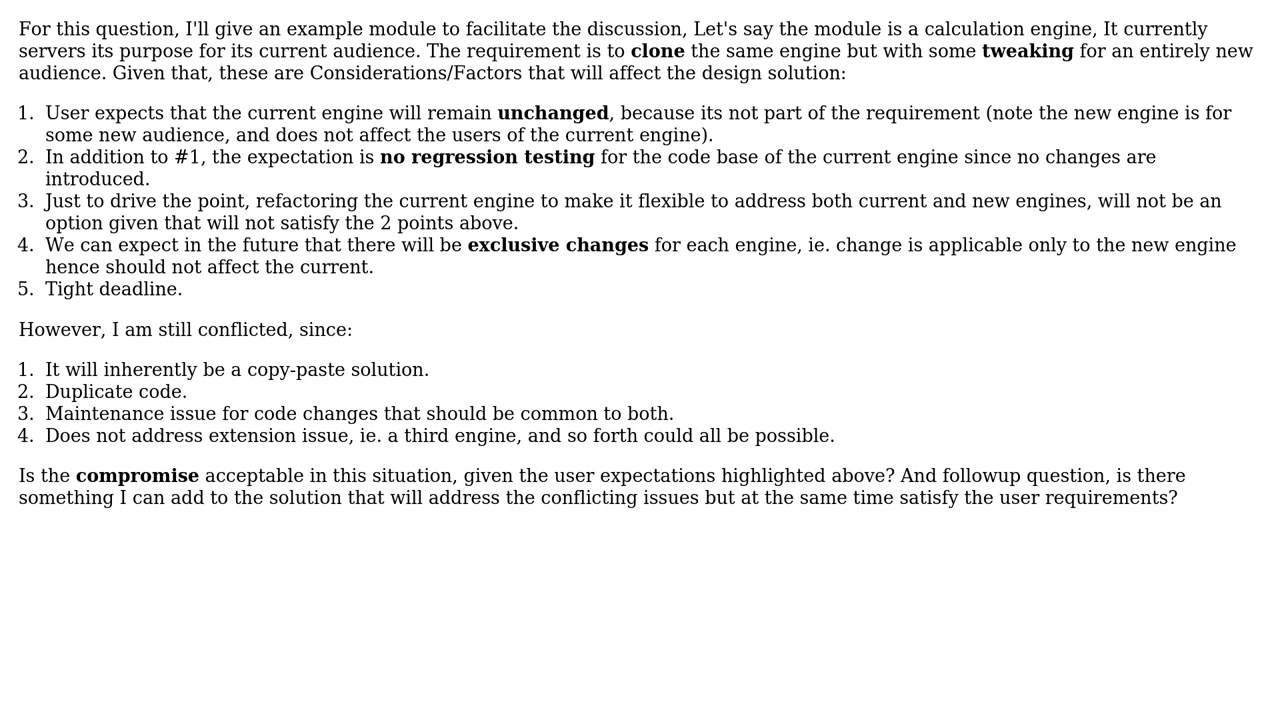 For this question, I'll give an example module to facilitate the discussion, Let's say the module is a calculation engine, It currently
servers its purpose for its current audience. The requirement is to clone the same engine but with some tweaking for an entirely new
audience. Given that, these are Considerations/Factors that will affect the design solution:
1. User expects that the current engine will remain unchanged, because its not part of the requirement (note the new engine is for
some new audience, and does not affect the users of the current engine).
2. In addition to #1, the expectation is no regression testing for the code base of the current engine since no changes are
introduced.
3. Just to drive the point, refactoring the current engine to make it flexible to address both current and new engines, will not be an
option given that will not satisfy the 2 points above.
4. We can expect in the future that there will be exclusive changes for each engine, ie. change is applicable only to the new engine
hence should not affect the current.
5. Tight deadline.
However, I am still conflicted, since:
1. It will inherently be a copy-paste solution.
2. Duplicate code.
3. Maintenance issue for code changes that should be common to both.
4. Does not address extension issue, ie. a third engine, and so forth could all be possible.
Is the compromise acceptable in this situation, given the user expectations highlighted above? And followup question, is there
something I can add to the solution that will address the conflicting issues but at the same time satisfy the user requirements?